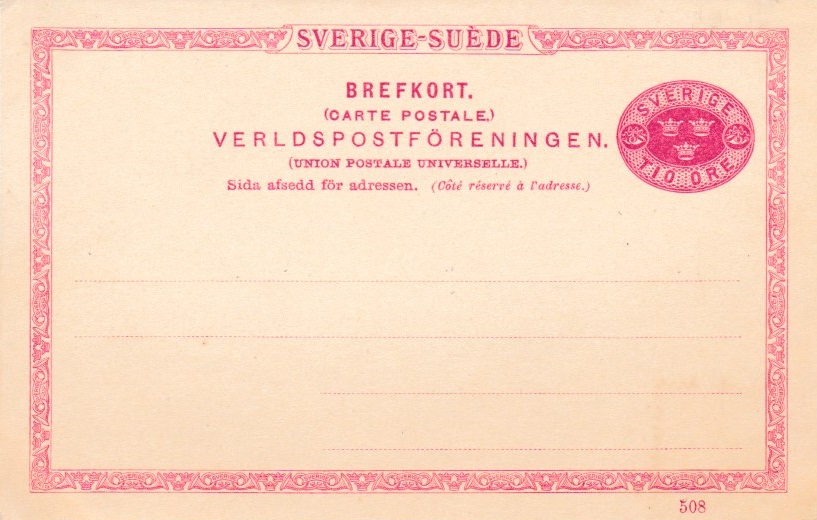 SVERIGE-SUÈDE
BREFKORT.
(CARTE POSTALE.)
VERLDSPOSTFÖRENINGEN.
(UNION POSTALE UNIVERSELLE.)
Sida afsedd för adressen. (Côté réservé à l'adresse.)
SVERIGE
TIO ÖRE
508